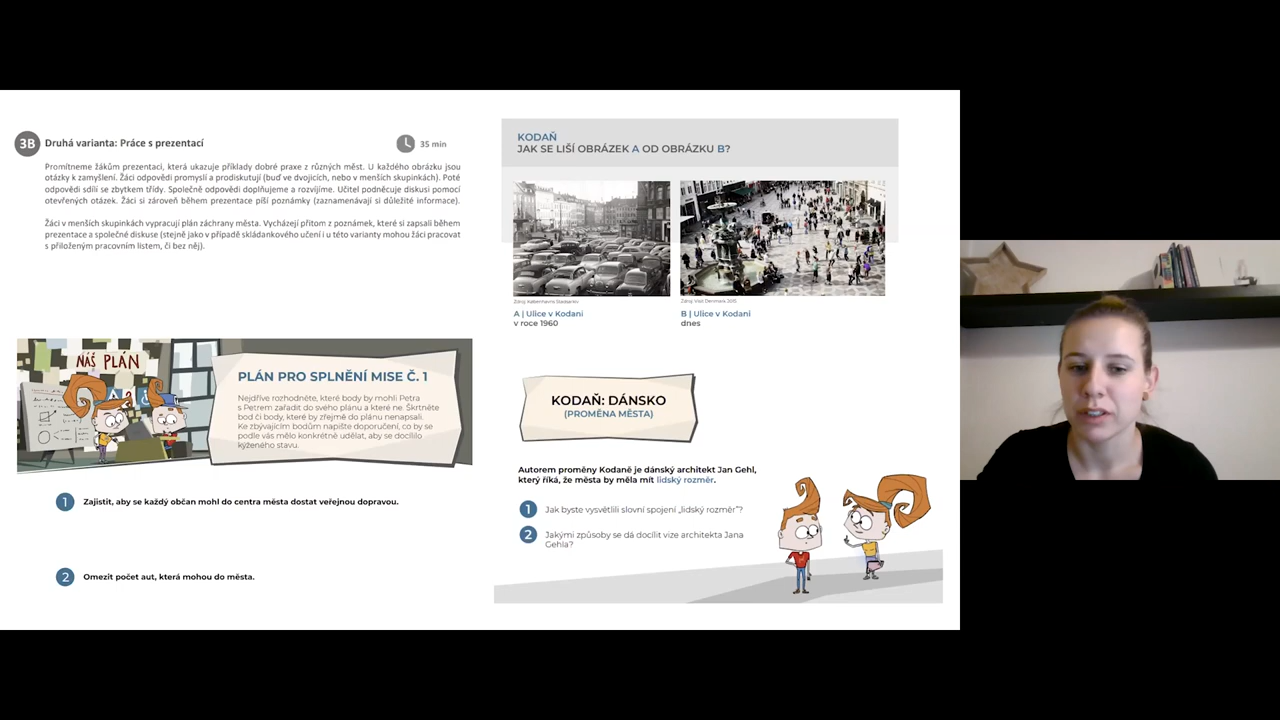 3B Druhá varianta: Práce s prezentací
35 min
Promítneme žákům prezentaci, která ukazuje příklady dobré praxe z různých měst. U každého obrázku jsou
otázky k zamyšlení. Žáci odpovědi promyslí a prodiskutují (buď ve dvojicích, nebo v menších skupinkách). Poté
odpovědi sdílí se zbytkem třídy. Společně odpovědi doplňujeme a rozvíjíme. Učitel podněcuje diskusi pomocí
otevřených otázek. Žáci si zároveň během prezentace píší poznámky (zaznamenávají si důležité informace).
Žáci v menších skupinkách vypracují plán záchrany města. Vycházejí přitom z poznámek, které si zapsali během
prezentace a společné diskuse (stejně jako v případě skládankového učení i u této varianty mohou žáci pracovat
s přiloženým pracovním listem, či bez něj).
NÁŠ PLÁN
PLÁN PRO SPLNĚNÍ MISE Č. 1
Nejdříve rozhodněte, které body by mohli Petra
s Petrem zařadit do svého plánu a které ne. Škrtněte
bod či body, které by zřejmě do plánu nenapsali.
Ke zbývajícím bodům napište doporučení, co by se
podle vás mělo konkrétně udělat, aby se docílilo
kýženého stavu.
1 Zajistit, aby se každý občan mohl do centra města dostat veřejnou dopravou.
2 Omezit počet aut, která mohou do města.
KODAŇ
JAK SE LIŠÍ OBRÁZEK A OD OBRÁZKU B?
Zdroj: Københavns Stadsarkiv
Zdroj: Visit Denmark 2015
A | Ulice v Kodani
v roce 1960
B | Ulice v Kodani
dnes
KODAŇ: DÁNSKO
(PROMĚNA MĚSTA)
Autorem proměny Kodaně je dánský architekt Jan Gehl,
který říká, že města by měla mít lidský rozměr.
1 Jak byste vysvětlili slovní spojení „lidský rozměr"?
2 Jakými způsoby se dá docílit vize architekta Jana
Gehla?